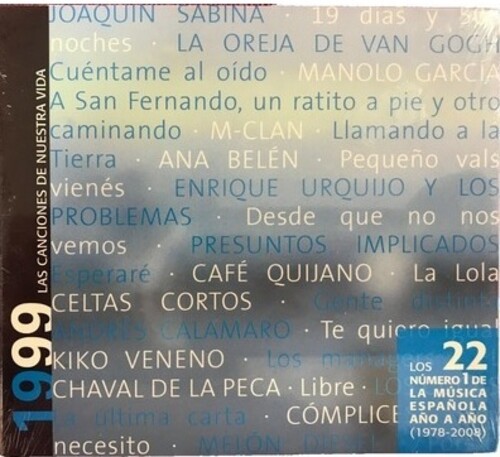 JOAQUÍN SABINA · 19 días y
noches · LA OREJA DE VAN GOGH
Cuéntame al oído · MANOLO GARCÍA
A San Fernando, un ratito a pie y otro
caminando · M-CLAN · Llamando a la
Tierra · ANA BELÉN · Pequeño vals
vienés · ENRIQUE URQUIJO Y LOS
PROBLEMAS · Desde que no nos
vemos · PRESUNTOS IMPLICADOS
Esperaré · CAFÉ QUIJANO · La Lola
CELTAS CORTOS ·
ANDRÉS CALAMARO · Te quiero igual
KIKO VENENO · Los managers
CHAVAL DE LA PECA · Libre ·
La última carta · CÓMPLICE
necesito · MELÓN DIESEL
1999
LAS CANCIONES DE NUESTRA VIDA
LOS 22
NÚMERO 1 DE
LA MÚSICA
ESPAÑOLA
AÑO A AÑO
(1978-2008)